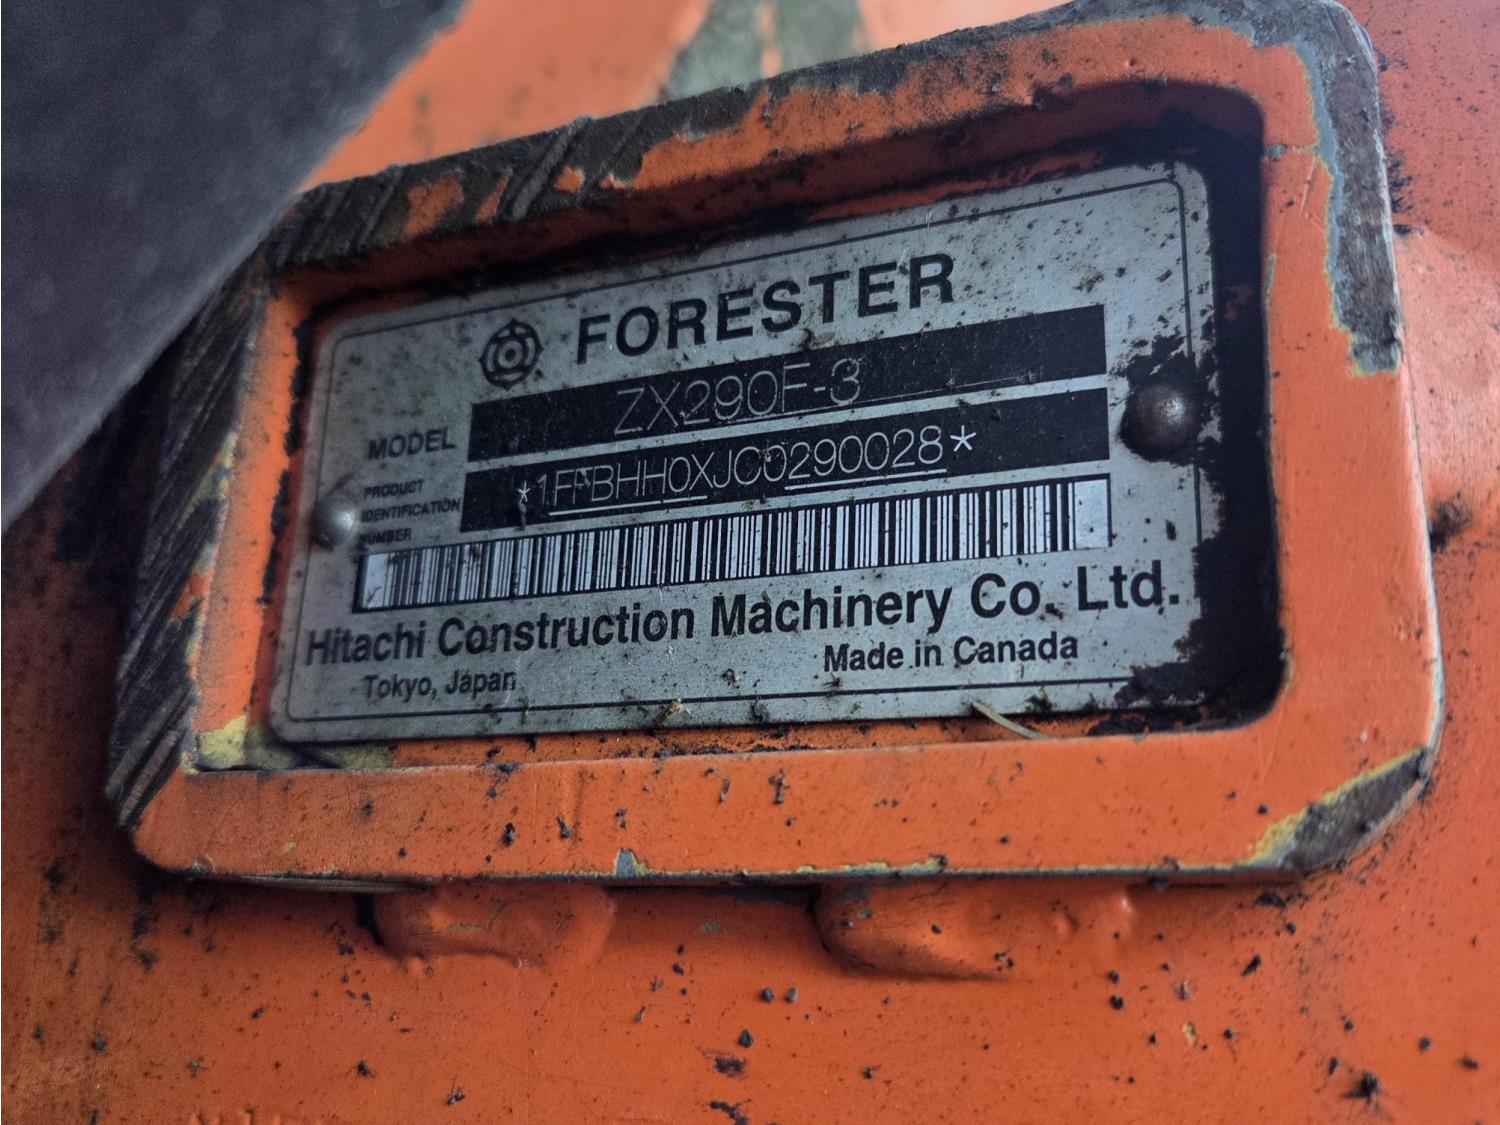 FORESTER
MODEL ZX290F-3
PRODUCT
IDENTIFICATION
NUMBER
*1FFBHH0XJC0290028*
Hitachi Construction Machinery Co. Ltd.
Tokyo, Japan Made in Canada